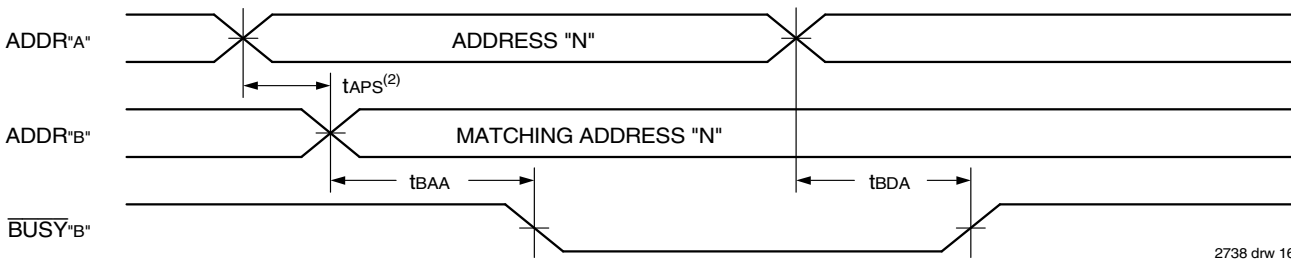 ADDR"A"
ADDRESS "N"
tAPS(2)
ADDR"B"
MATCHING ADDRESS "N"
tBAA
tBDA
BUSY"B"
2738 drw 16